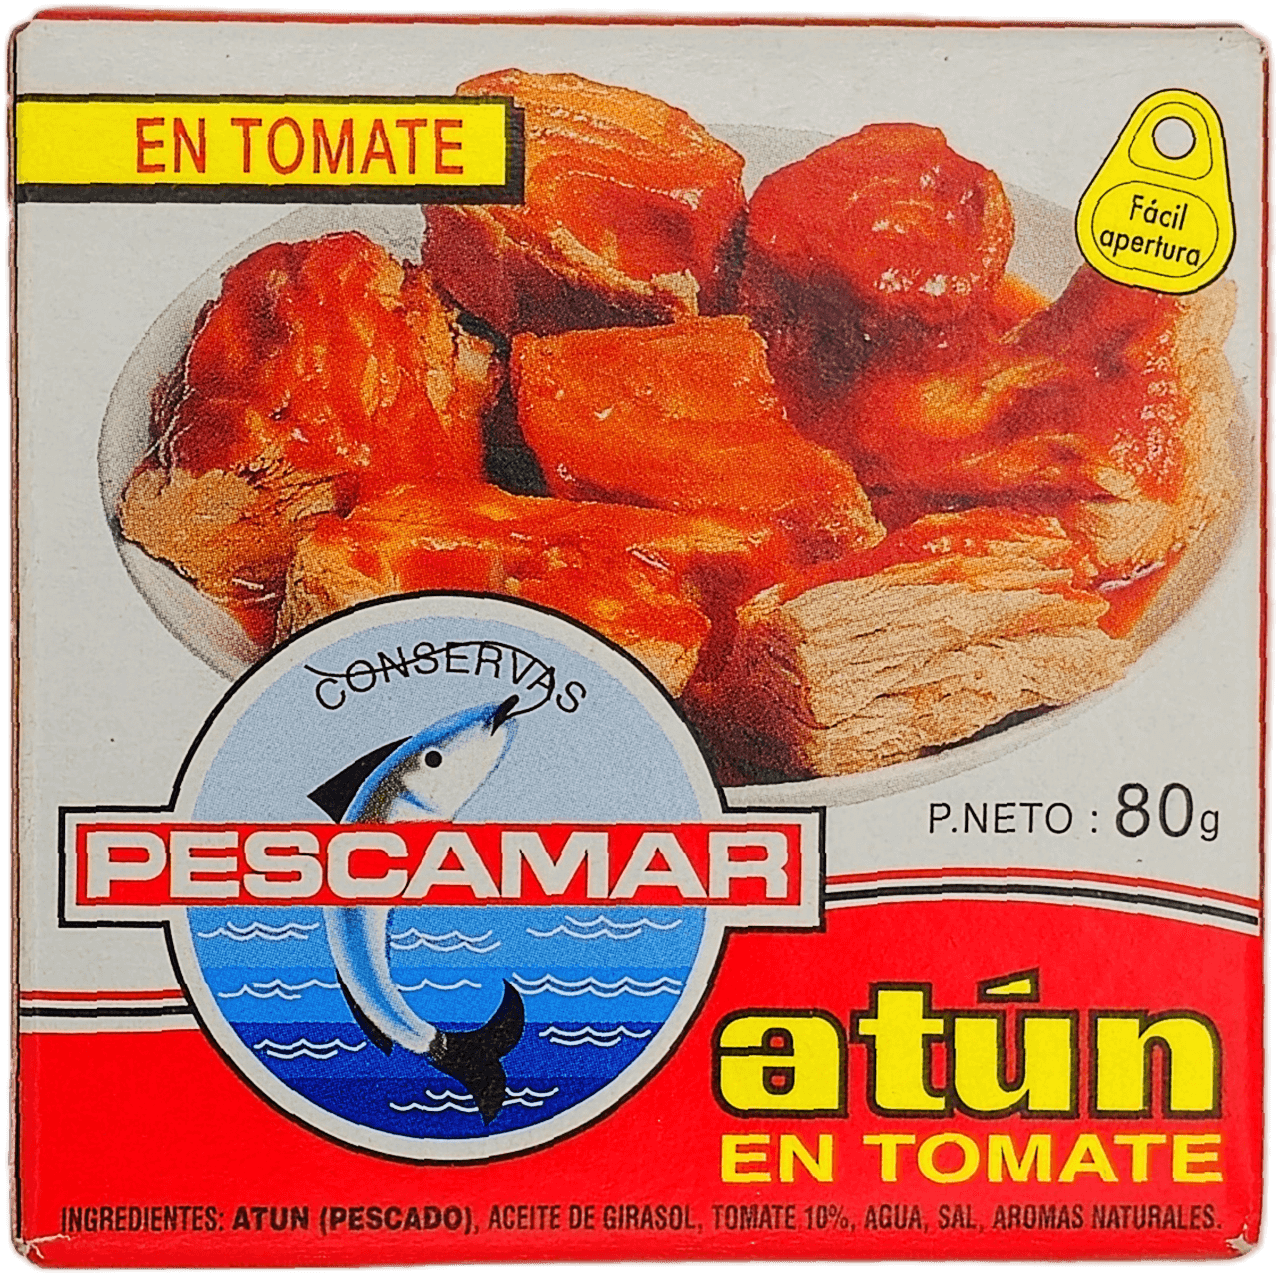 EN TOMATE
Fácil
apertura
CONSERVAS
P.NETO : 80g
PESCAMAR
atún
EN TOMATE
INGREDIENTES: ATUN (PESCADO), ACEITE DE GIRASOL, TOMATE 10%, AGUA, SAL, AROMAS NATURALES.